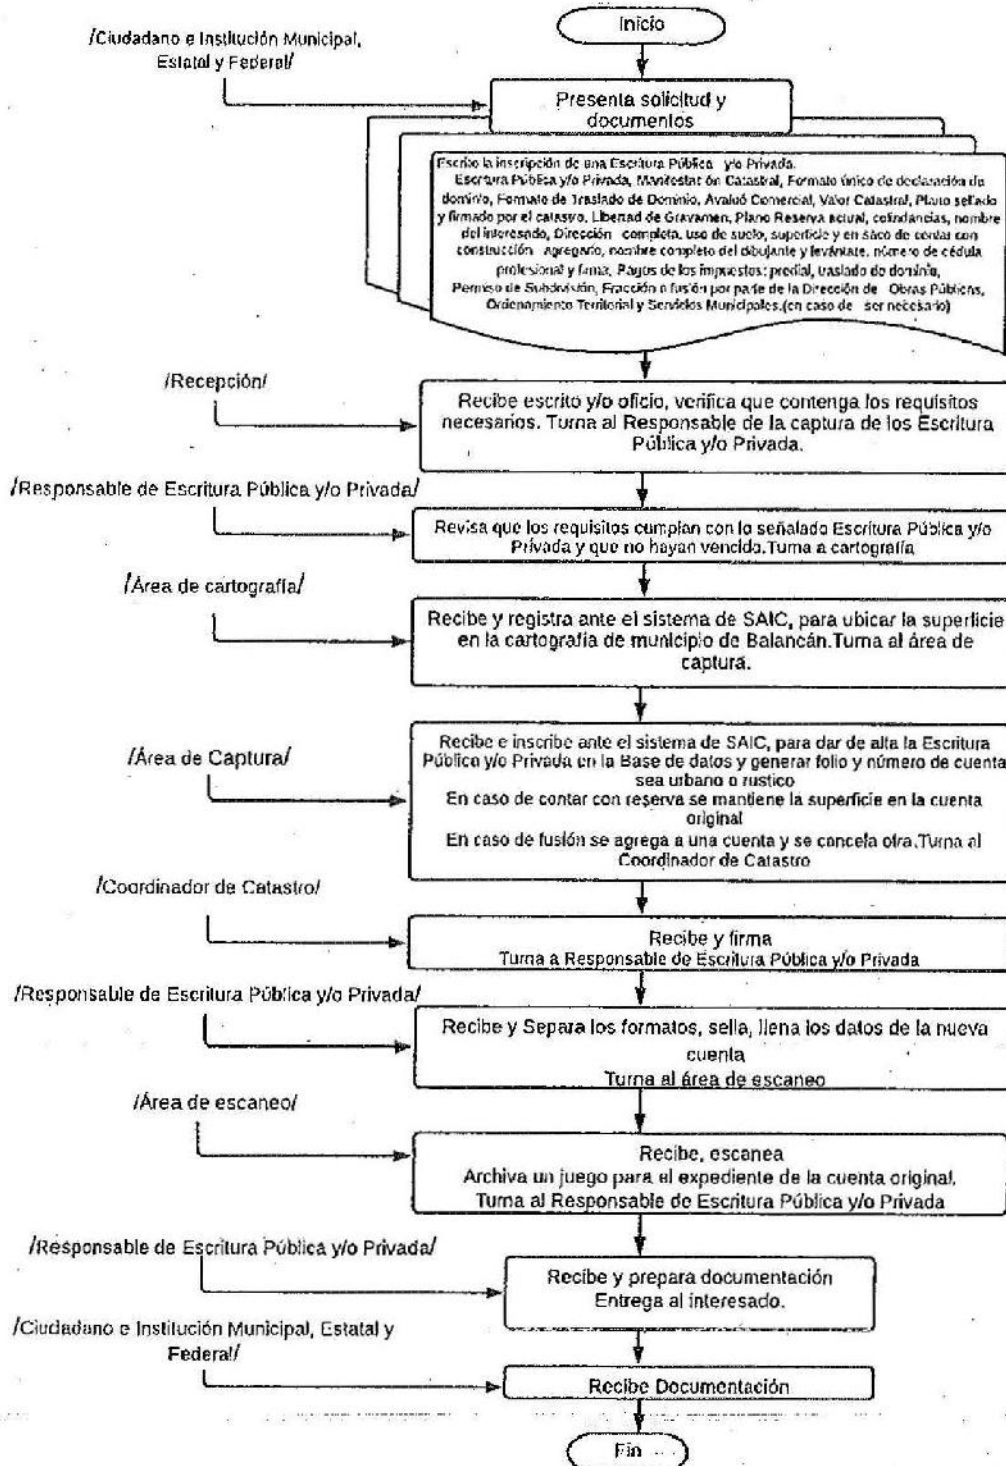 Inicio
/Ciudadano e Institución Municipal,
Estatal y Federal/
Presenta solicitud y
documentos
Escribo la inscripción de una Escritura Pública y/o Privada.
Escritura Pública y/o Privada, Manifestación Catastral, Formato único de declaración de
dominio, Formato de Traslado de Dominio, Avaluó Comercial, Valor Catastral, Plano sellado
y firmado por el catastro, Libertad de Gravamen, Plano Reserva actual, colindancias, nombre
del interesado, Dirección completa, uso de suelo, superficie y en saco de contar con
construcción agregarlo, nombre completo del dibujante y levántate, número de cédula
profesional y firma, Pagos de los impuestos: predial, traslado de dominio,
Permiso de Subdivisión, Fracción o fusión por parte de la Dirección de Obras Públicas,
Ordenamiento Territorial y Servicios Municipales.(en caso de ser necesario)
/Recepción/
Recibe escrito y/o oficio, verifica que contenga los requisitos
necesarios. Turna al Responsable de la captura de los Escritura
Pública y/o Privada.
/Responsable de Escritura Pública y/o Privada/
Revisa que los requisitos cumplan con lo señalado Escritura Pública y/o
Privada y que no hayan vencido.Turna a cartografía
/Área de cartografía/
Recibe y registra ante el sistema de SAIC, para ubicar la superficie
en la cartografía de municipio de Balancán.Turna al área de
captura.
/Área de Captura/
Recibe e inscribe ante el sistema de SAIC, para dar de alta la Escritura
Pública y/o Privada en la Base de datos y generar folio y número de cuenta
sea urbano o rustico
En caso de contar con reserva se mantiene la superficie en la cuenta
original
En caso de fusión se agrega a una cuenta y se cancela otra.Turna al
Coordinador de Catastro
/Coordinador de Catastro/
Recibe y firma
Turna a Responsable de Escritura Pública y/o Privada
/Responsable de Escritura Pública y/o Privada/
Recibe y Separa los formatos, sella, llena los datos de la nueva
cuenta
Turna al área de escaneo
/Área de escaneo/
Recibe, escanea
Archiva un juego para el expediente de la cuenta original.
Turna al Responsable de Escritura Pública y/o Privada
/Responsable de Escritura Pública y/o Privada/
Recibe y prepara documentación
Entrega al interesado.
/Ciudadano e Institución Municipal, Estatal y
Federal/
Recibe Documentación
Fin